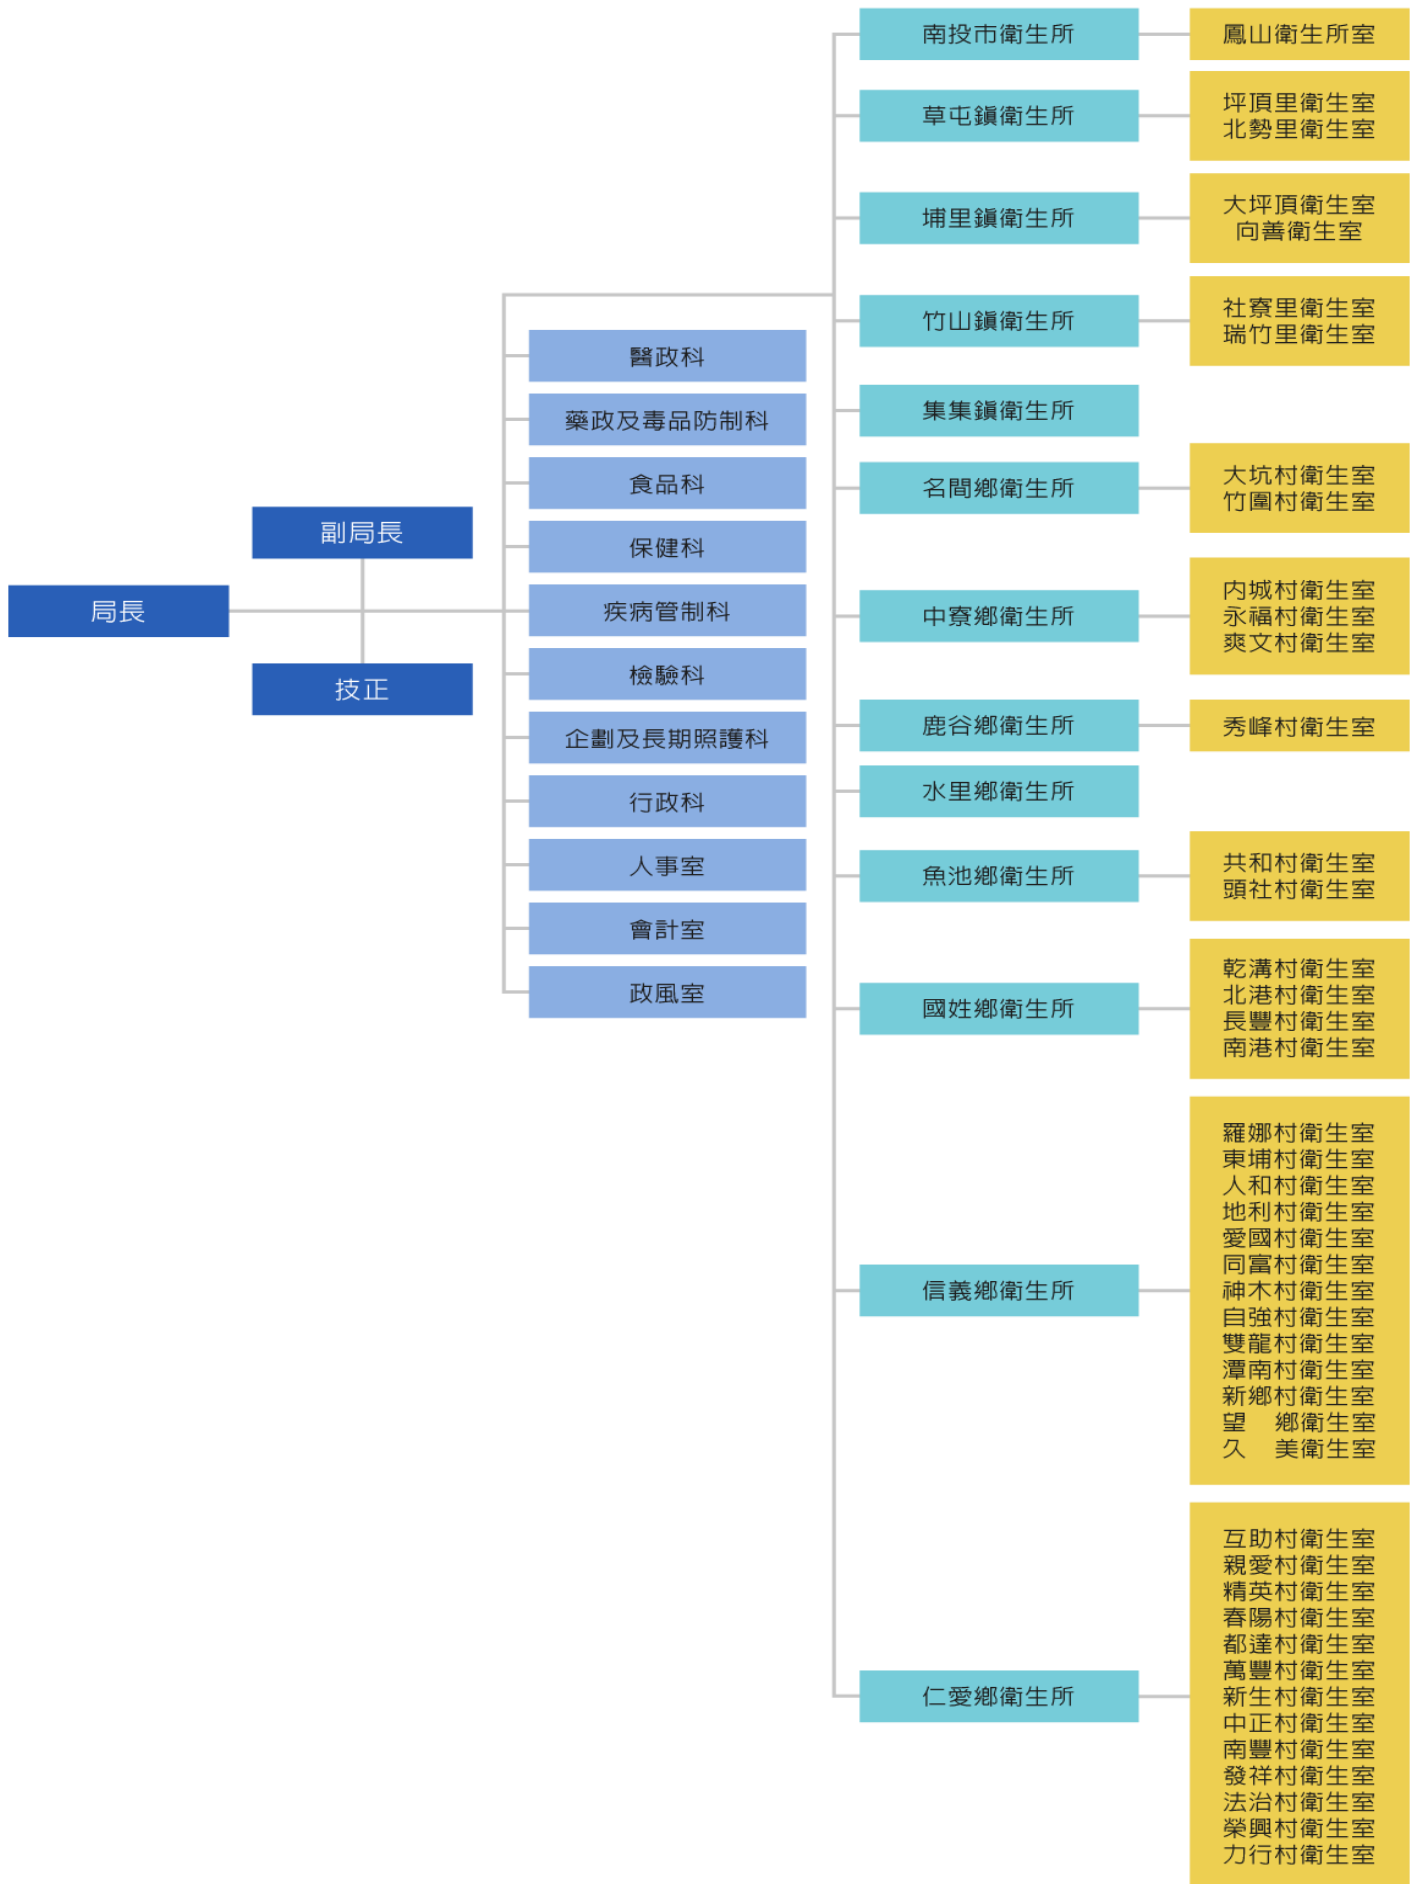 局長
副局長
技正
醫政科
藥政及毒品防制科
食品科
保健科
疾病管制科
檢驗科
企劃及長期照護科
行政科
人事室
會計室
政風室
南投市衛生所
鳳山衛生所室
草屯鎮衛生所
坪頂里衛生室
北勢里衛生室
埔里鎮衛生所
大坪頂衛生室
向善衛生室
竹山鎮衛生所
社寮里衛生室
瑞竹里衛生室
集集鎮衛生所
名間鄉衛生所
大坑村衛生室
竹圍村衛生室
中寮鄉衛生所
內城村衛生室
永福村衛生室
爽文村衛生室
鹿谷鄉衛生所
秀峰村衛生室
水里鄉衛生所
魚池鄉衛生所
共和村衛生室
頭社村衛生室
國姓鄉衛生所
乾溝村衛生室
北港村衛生室
長豐村衛生室
南港村衛生室
信義鄉衛生所
羅娜村衛生室
東埔村衛生室
人和村衛生室
地利村衛生室
愛國村衛生室
同富村衛生室
神木村衛生室
自強村衛生室
雙龍村衛生室
潭南村衛生室
新鄉村衛生室
望　鄉衛生室
久　美衛生室
仁愛鄉衛生所
互助村衛生室
親愛村衛生室
精英村衛生室
春陽村衛生室
都達村衛生室
萬豐村衛生室
新生村衛生室
中正村衛生室
南豐村衛生室
發祥村衛生室
法治村衛生室
榮興村衛生室
力行村衛生室